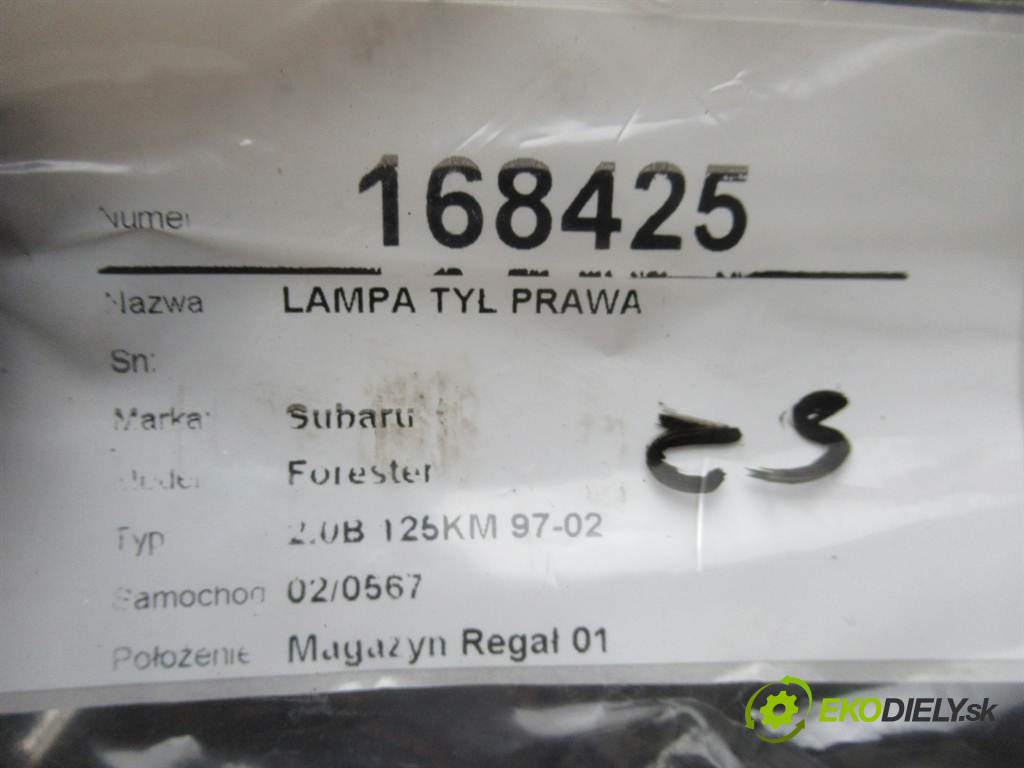 Numer 168425
Nazwa LAMPA TYŁ PRAWA
Sn:
Marka: Subaru
Model Forester
Typ 2.0B 125KM 97-02
Samochód 02/0567
Położenie Magazyn Regał 01
EKODIELY.sk